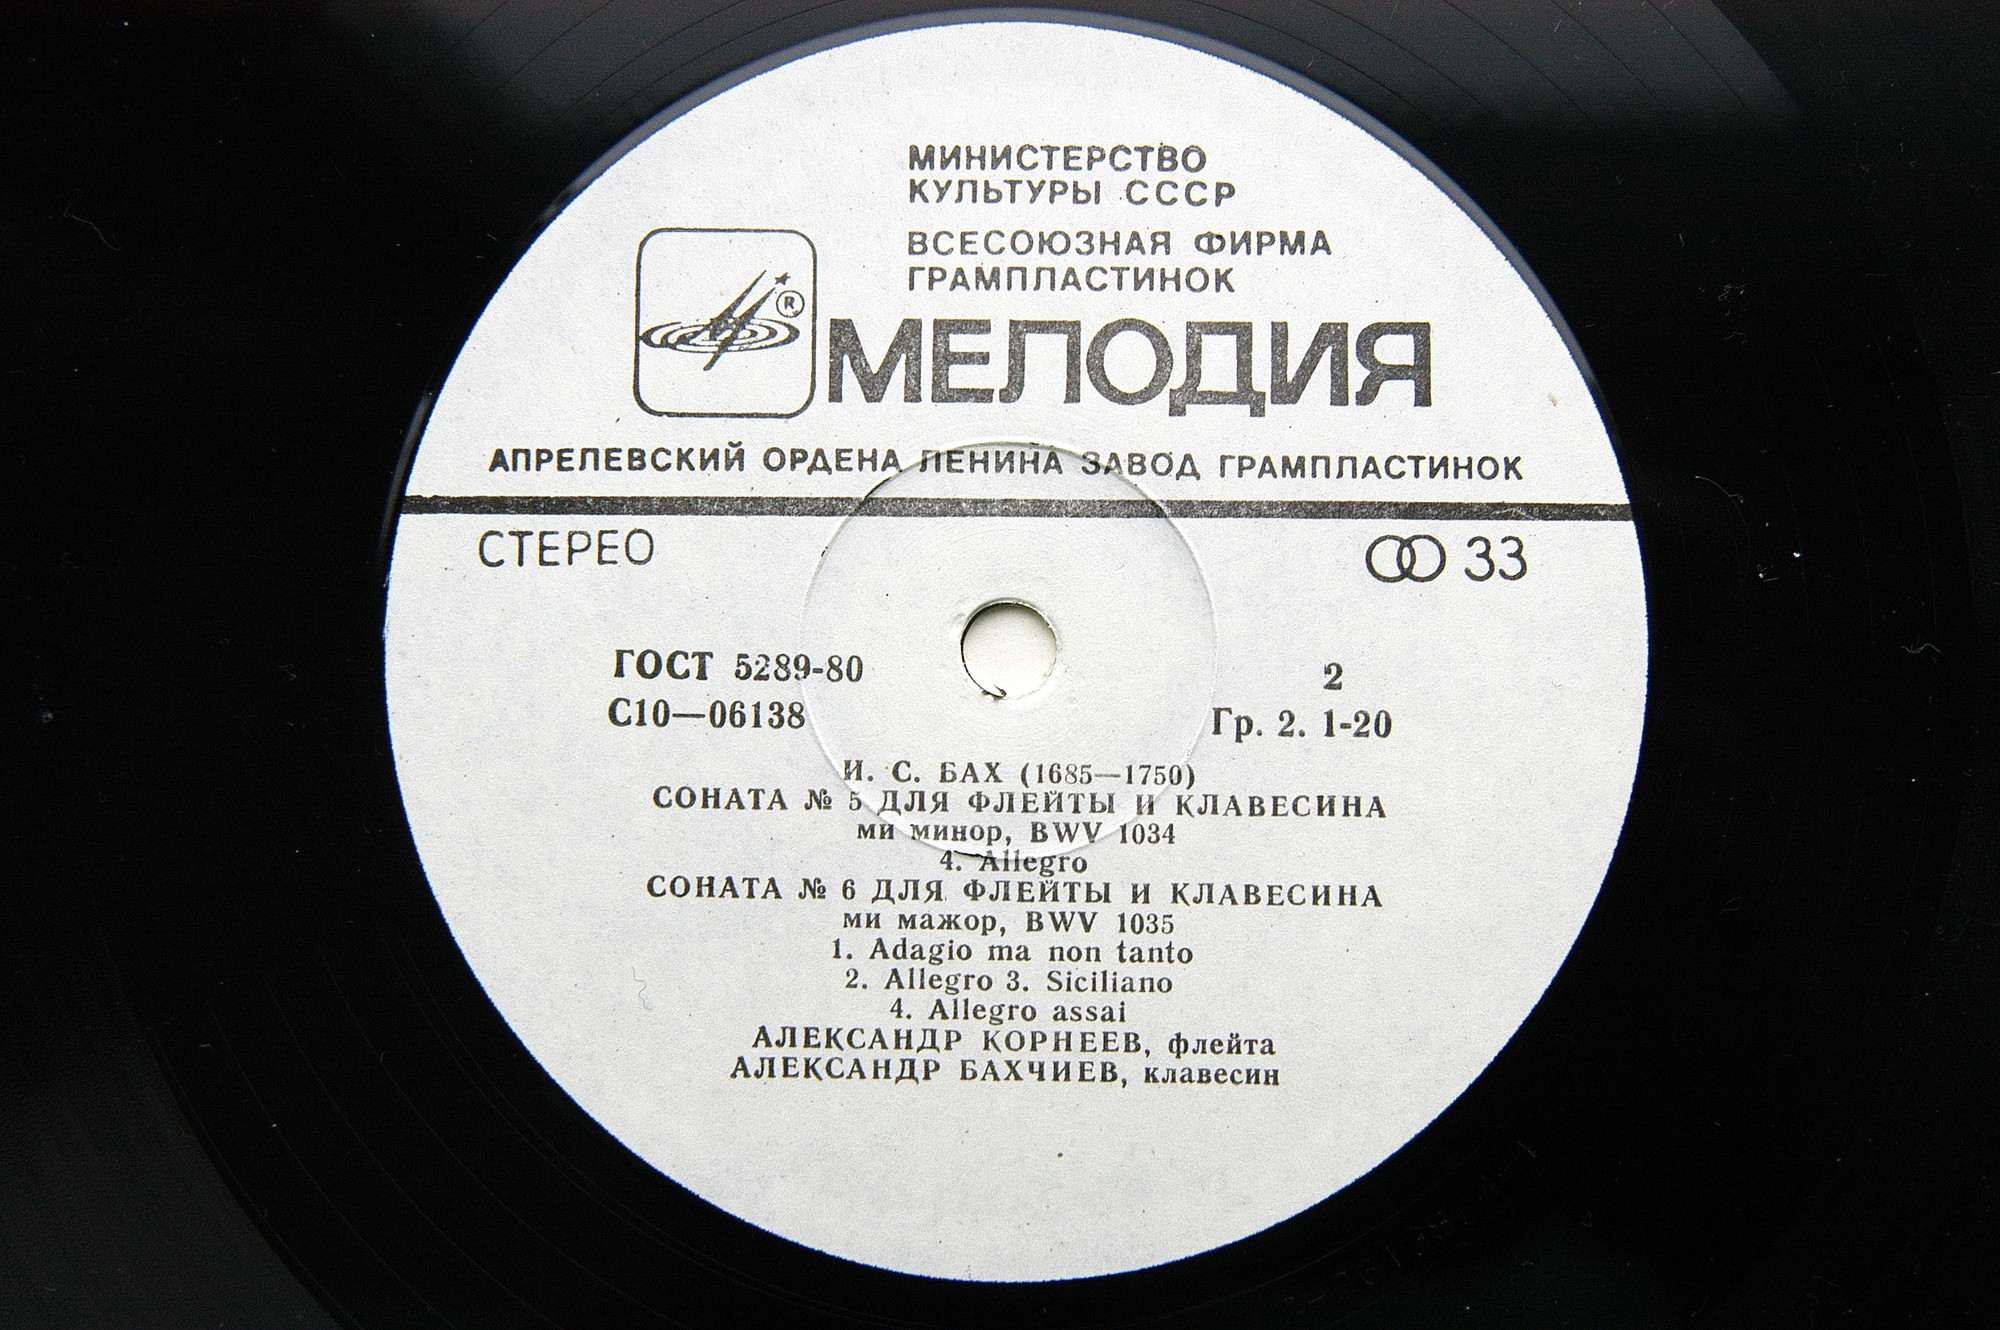 МИНИСТЕРСТВО
КУЛЬТУРЫ СССР
ВСЕСОЮЗНАЯ ФИРМА
ГРАМПЛАСТИНОК
®
МЕЛОДИЯ
АПРЕЛЕВСКИЙ ОРДЕНА ЛЕНИНА ЗАВОД ГРАМПЛАСТИНОК
СТЕРЕО 33
ГОСТ 5289-80 2
С10—06138 Гр. 2. 1-20
И. С. БАХ (1685—1750)
СОНАТА № 5 ДЛЯ ФЛЕЙТЫ И КЛАВЕСИНА
ми минор, BWV 1034
4. Allegro
СОНАТА № 6 ДЛЯ ФЛЕЙТЫ И КЛАВЕСИНА
ми мажор, BWV 1035
1. Adagio ma non tanto
2. Allegro 3. Siciliano
4. Allegro assai
АЛЕКСАНДР КОРНЕЕВ, флейта
АЛЕКСАНДР БАХЧИЕВ, клавесин